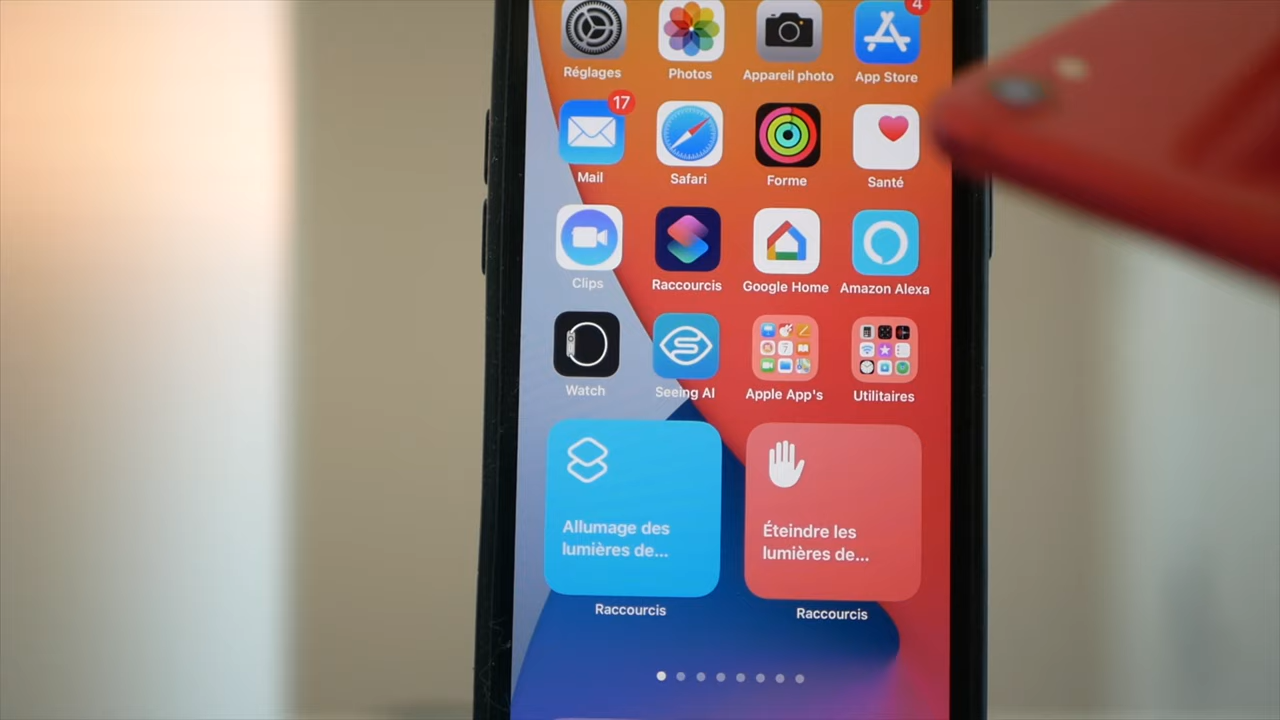 4
Réglages
Photos
Appareil photo
App Store
17
Mail
Safari
Forme
Santé
Clips
Raccourcis
Google Home
Amazon Alexa
Watch
Seeing AI
Apple App's
Utilitaires
Allumage des
lumières de...
Éteindre les
lumières de...
Raccourcis
Raccourcis